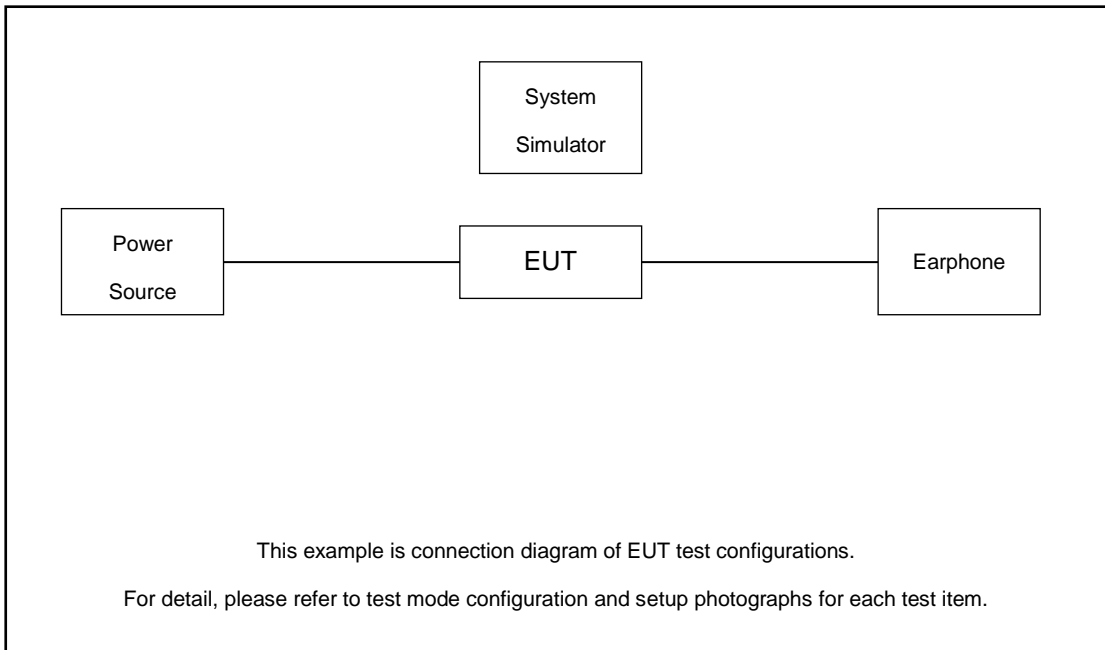 System
Simulator
Power
Source
EUT
Earphone
This example is connection diagram of EUT test configurations.
For detail, please refer to test mode configuration and setup photographs for each test item.